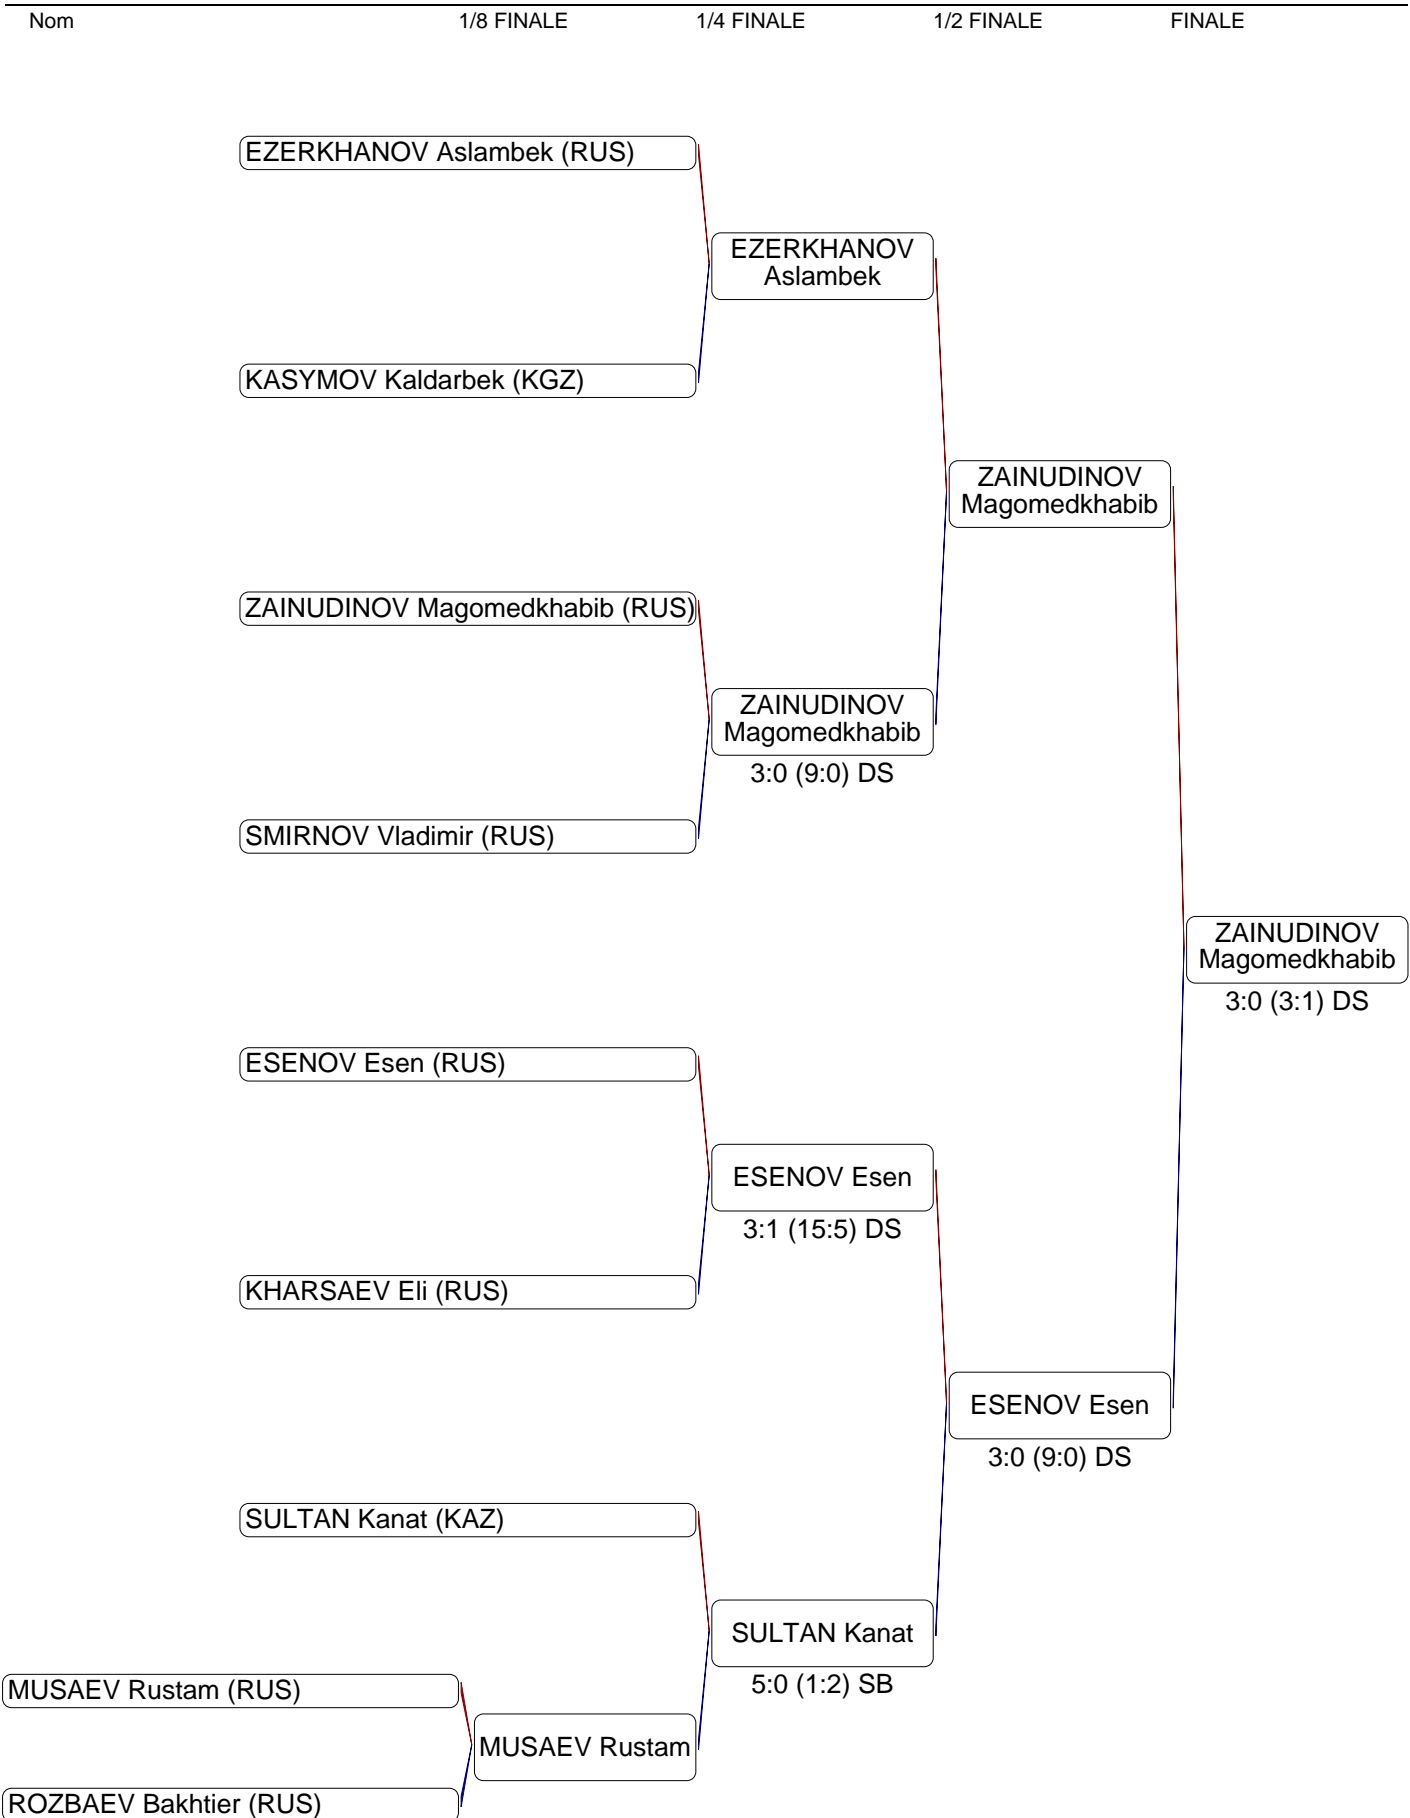 Nom 1/8 FINALE 1/4 FINALE 1/2 FINALE FINALE
EZERKHANOV Aslambek (RUS)
EZERKHANOV
Aslambek
KASYMOV Kaldarbek (KGZ)
ZAINUDINOV
Magomedkhabib
ZAINUDINOV Magomedkhabib (RUS)
ZAINUDINOV
Magomedkhabib
3:0 (9:0) DS
SMIRNOV Vladimir (RUS)
ZAINUDINOV
Magomedkhabib
3:0 (3:1) DS
ESENOV Esen (RUS)
ESENOV Esen
3:1 (15:5) DS
KHARSAEV Eli (RUS)
ESENOV Esen
3:0 (9:0) DS
SULTAN Kanat (KAZ)
SULTAN Kanat
5:0 (1:2) SB
MUSAEV Rustam (RUS)
MUSAEV Rustam
ROZBAEV Bakhtier (RUS)